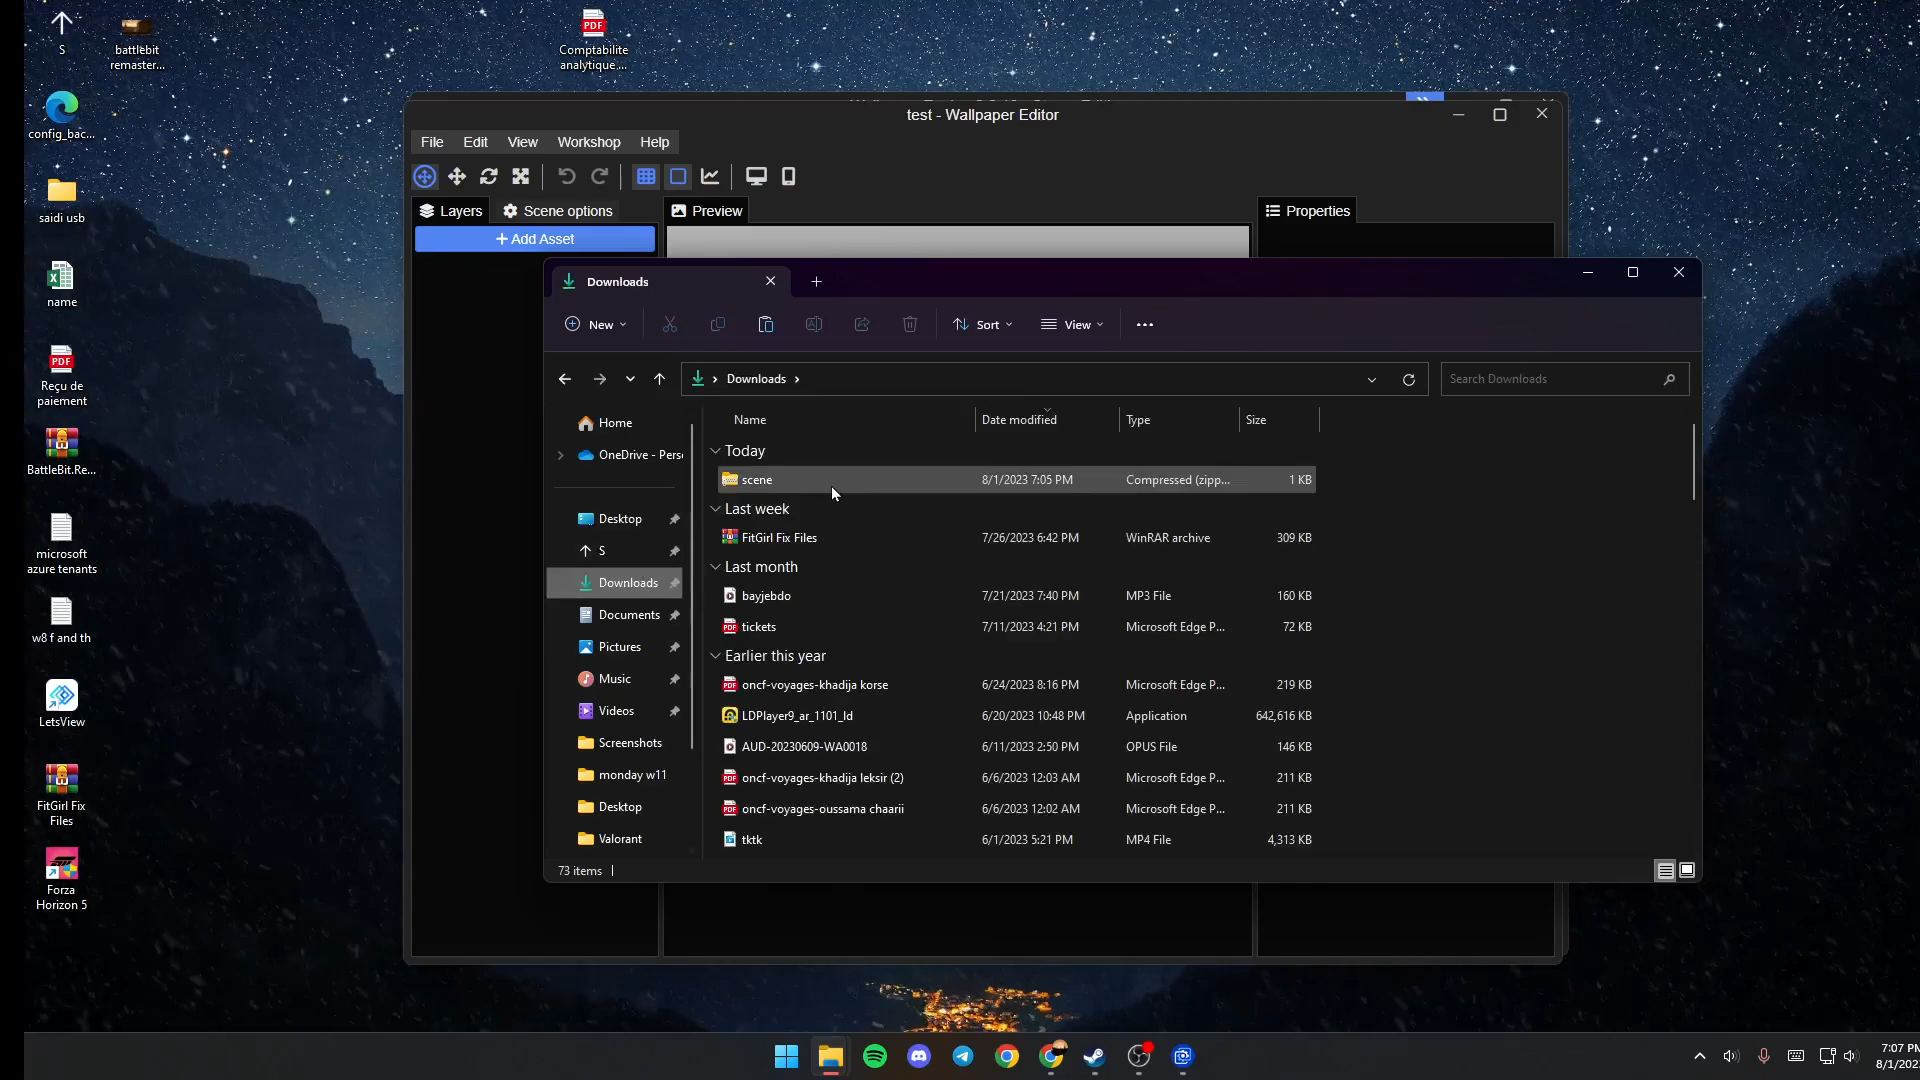 S
battlebit
remaster...
Comptabilite
analytique....
config_bac...
saidi usb
name
PDF
Reçu de
paiement
BattleBit.Re...
microsoft
azure tenants
w8 f and th
LetsView
FitGirl Fix
Files
Forza
Horizon 5
test - Wallpaper Editor
File
Edit
View
Workshop
Help
Layers
Scene options
Preview
Properties
+ Add Asset
Downloads
New
Sort
View
Downloads
Search Downloads
Home
OneDrive - Pers
Desktop
S
Downloads
Documents
Pictures
Music
Videos
Screenshots
monday w11
Desktop
Valorant
Name
Date modified
Type
Size
Today
scene
8/1/2023 7:05 PM
Compressed (zipp...
1 KB
Last week
FitGirl Fix Files
7/26/2023 6:42 PM
WinRAR archive
309 KB
Last month
bayjebdo
7/21/2023 7:40 PM
MP3 File
160 KB
tickets
7/11/2023 4:21 PM
Microsoft Edge P...
72 KB
Earlier this year
oncf-voyages-khadija korse
6/24/2023 8:16 PM
Microsoft Edge P...
219 KB
LDPlayer9_ar_1101_ld
6/20/2023 10:48 PM
Application
642,616 KB
AUD-20230609-WA0018
6/11/2023 2:50 PM
OPUS File
146 KB
oncf-voyages-khadija leksir (2)
6/6/2023 12:03 AM
Microsoft Edge P...
211 KB
oncf-voyages-oussama chaarii
6/6/2023 12:02 AM
Microsoft Edge P...
211 KB
tktk
6/1/2023 5:21 PM
MP4 File
4,313 KB
73 items
7:07 PM
8/1/202